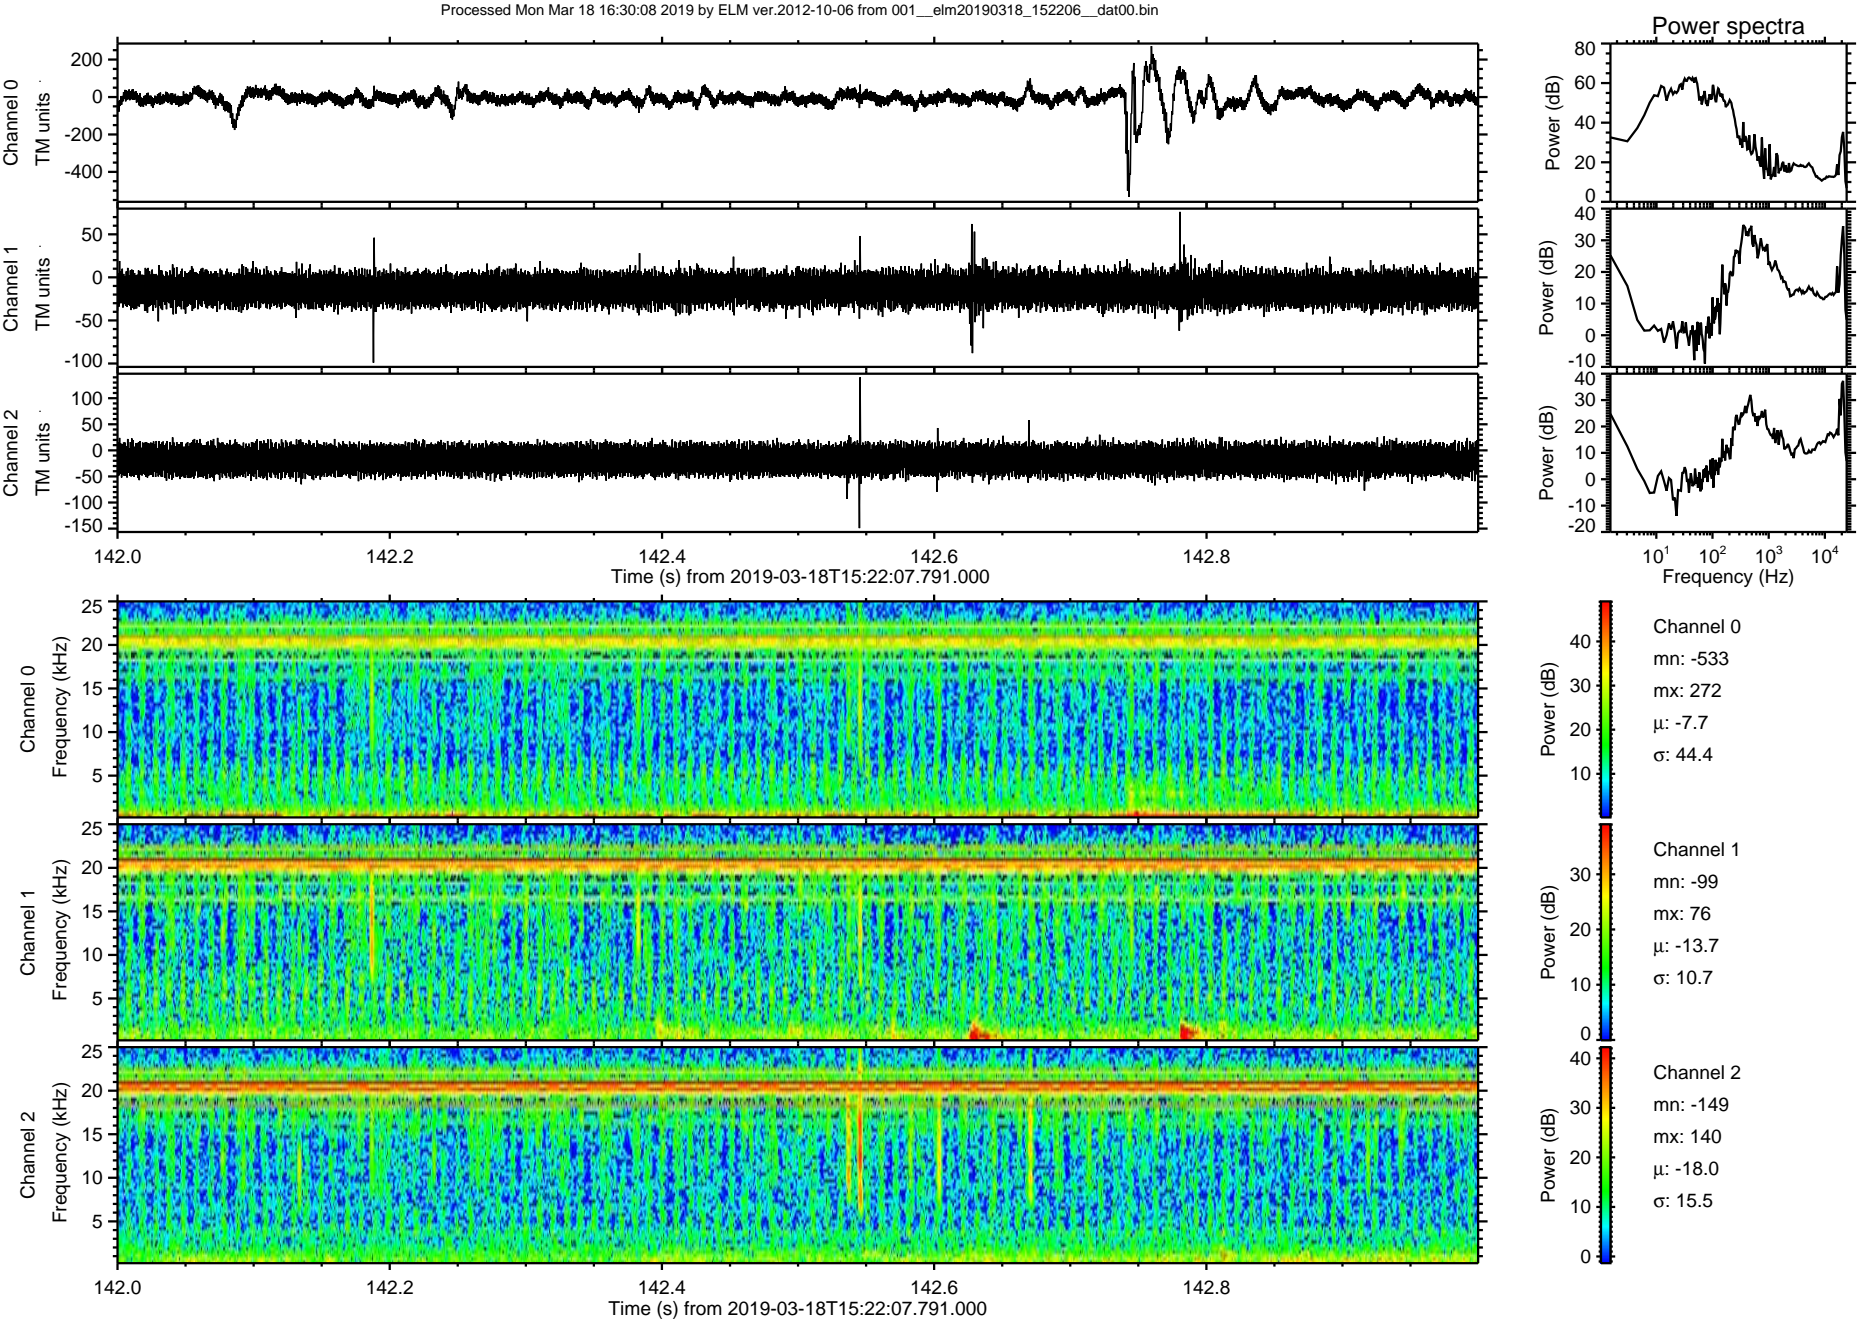 Processed Mon Mar 18 16:30:08 2019 by ELM ver.2012-10-06 from 001__elm20190318_152206__dat00.bin
Power spectra
Channel 0
TM units
200
0
-200
-400
Power (dB)
80
60
40
20
0
Channel 1
TM units
50
0
-50
-100
Power (dB)
40
30
20
10
0
-10
Channel 2
TM units
100
50
0
-50
-100
-150
Power (dB)
40
30
20
10
0
-10
-20
142.0 142.2 142.4 142.6 142.8
Time (s) from 2019-03-18T15:22:07.791.000
10¹ 10² 10³ 10⁴
Frequency (Hz)
Channel 0
Frequency (kHz)
25
20
15
10
5
Power (dB)
40
30
20
10
Channel 0
mn: -533
mx: 272
µ: -7.7
σ: 44.4
Channel 1
Frequency (kHz)
25
20
15
10
5
Power (dB)
30
20
10
0
Channel 1
mn: -99
mx: 76
µ: -13.7
σ: 10.7
Channel 2
Frequency (kHz)
25
20
15
10
5
Power (dB)
40
30
20
10
0
Channel 2
mn: -149
mx: 140
µ: -18.0
σ: 15.5
142.0 142.2 142.4 142.6 142.8
Time (s) from 2019-03-18T15:22:07.791.000